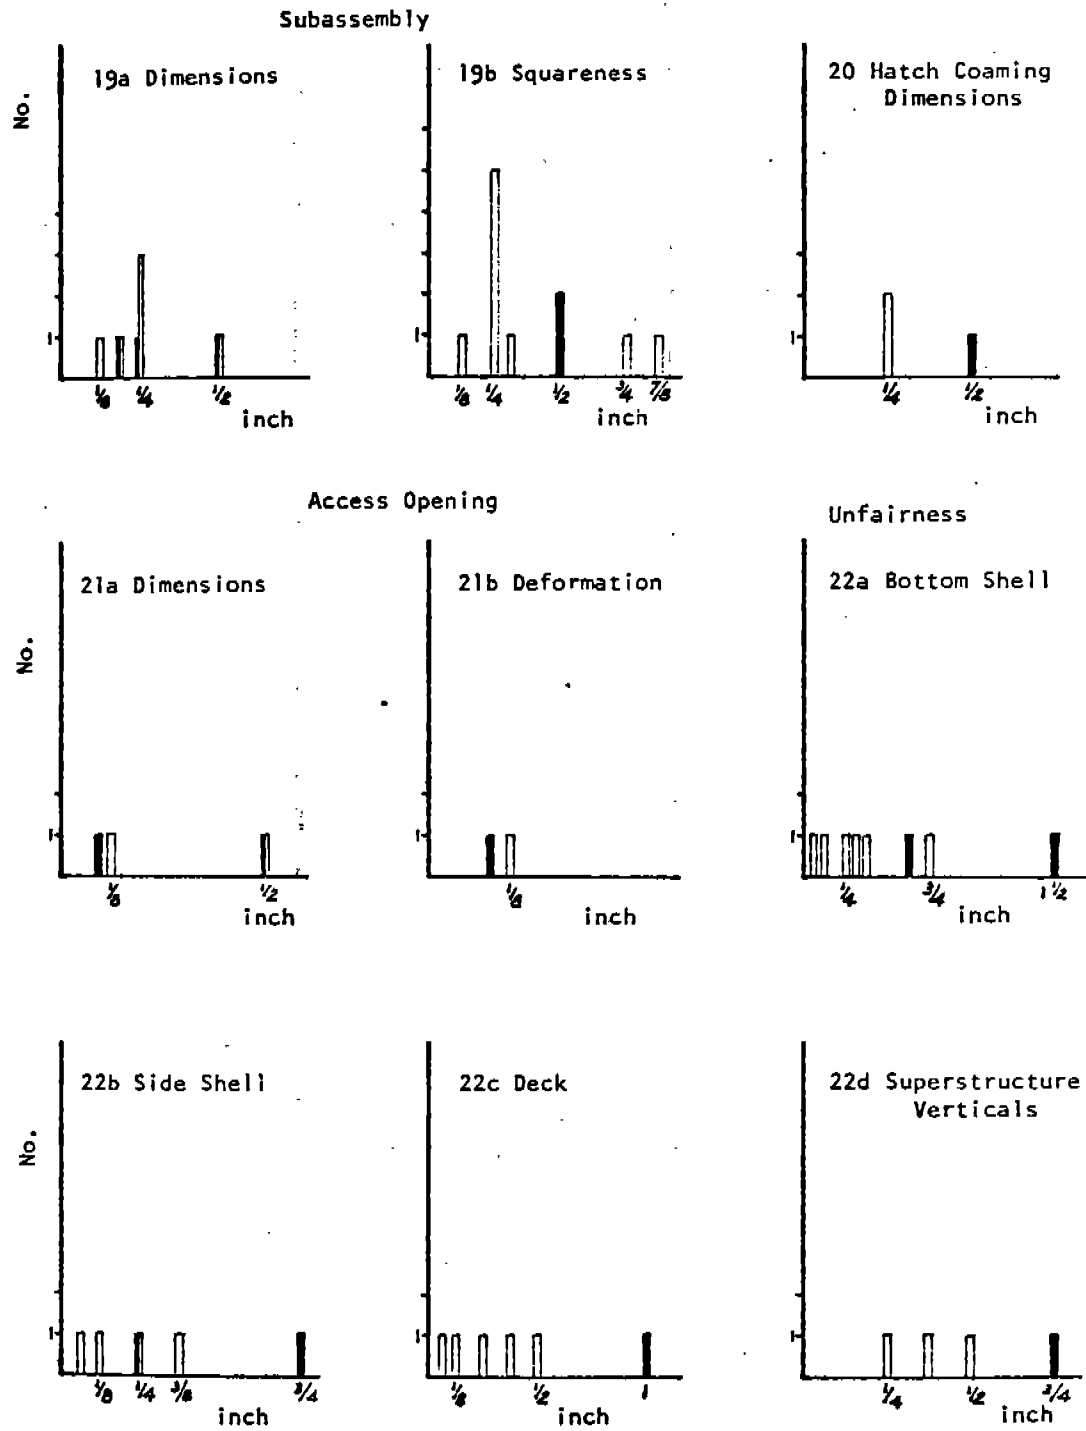 Subassembly
19a Dimensions
19b Squareness
20 Hatch Coaming
Dimensions
No.
1
1
1
1/8 1/4 1/2
1/8 1/4 1/2 3/4 7/8
1/4 1/2
inch
inch
inch
Access Opening
Unfairness
21a Dimensions
21b Deformation
22a Bottom Shell
No.
1
1
1
1/8 1/2
1/8
1/4 3/4 1 1/2
inch
inch
inch
22b Side Shell
22c Deck
22d Superstructure
Verticals
No.
1
1
1
1/8 1/4 3/8 3/4
1/8 1/2 1
1/4 1/2 3/4
inch
inch
inch